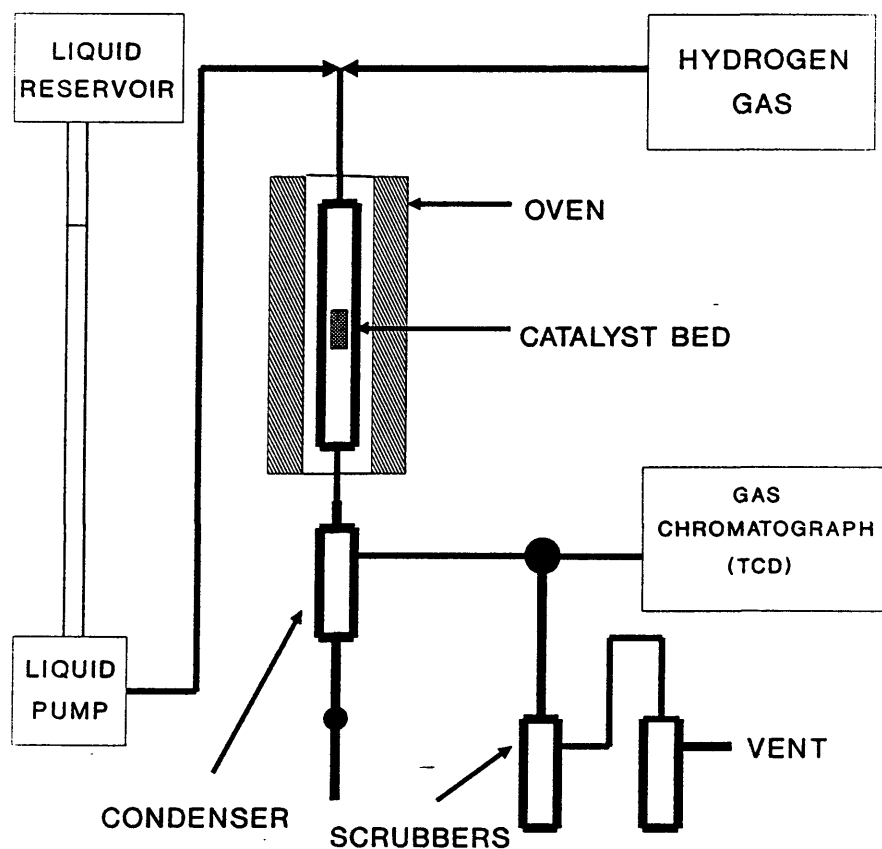 LIQUID
RESERVOIR
HYDROGEN
GAS
OVEN
CATALYST BED
GAS
CHROMATOGRAPH
(TCD)
LIQUID
PUMP
VENT
CONDENSER
SCRUBBERS